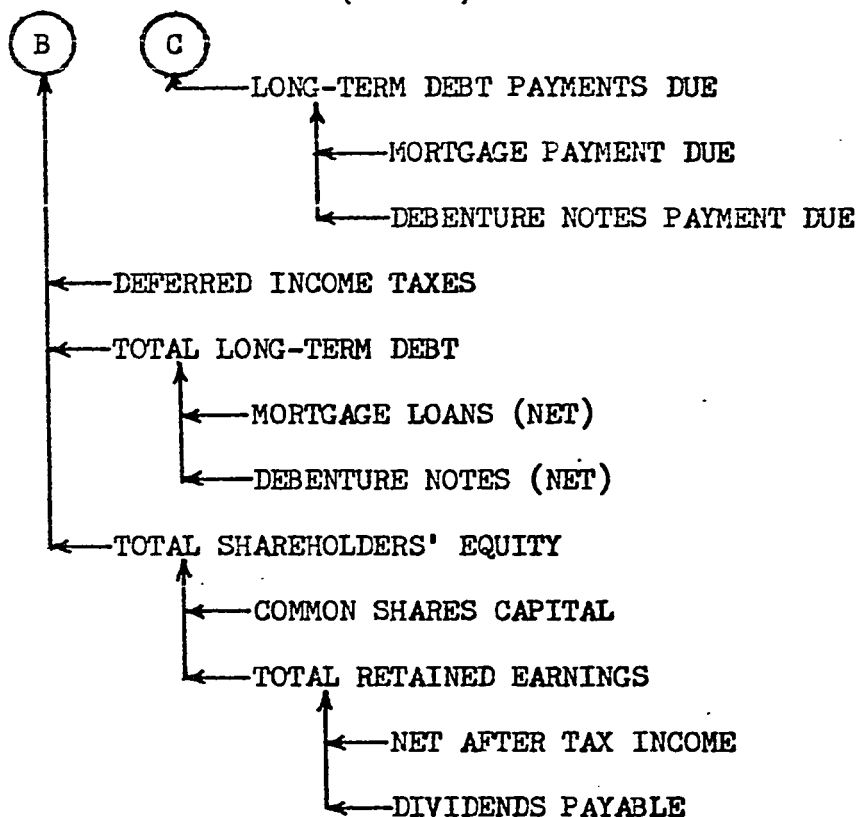 B C
LONG-TERM DEBT PAYMENTS DUE
MORTGAGE PAYMENT DUE
DEBENTURE NOTES PAYMENT DUE
DEFERRED INCOME TAXES
TOTAL LONG-TERM DEBT
MORTGAGE LOANS (NET)
DEBENTURE NOTES (NET)
TOTAL SHAREHOLDERS' EQUITY
COMMON SHARES CAPITAL
TOTAL RETAINED EARNINGS
NET AFTER TAX INCOME
DIVIDENDS PAYABLE